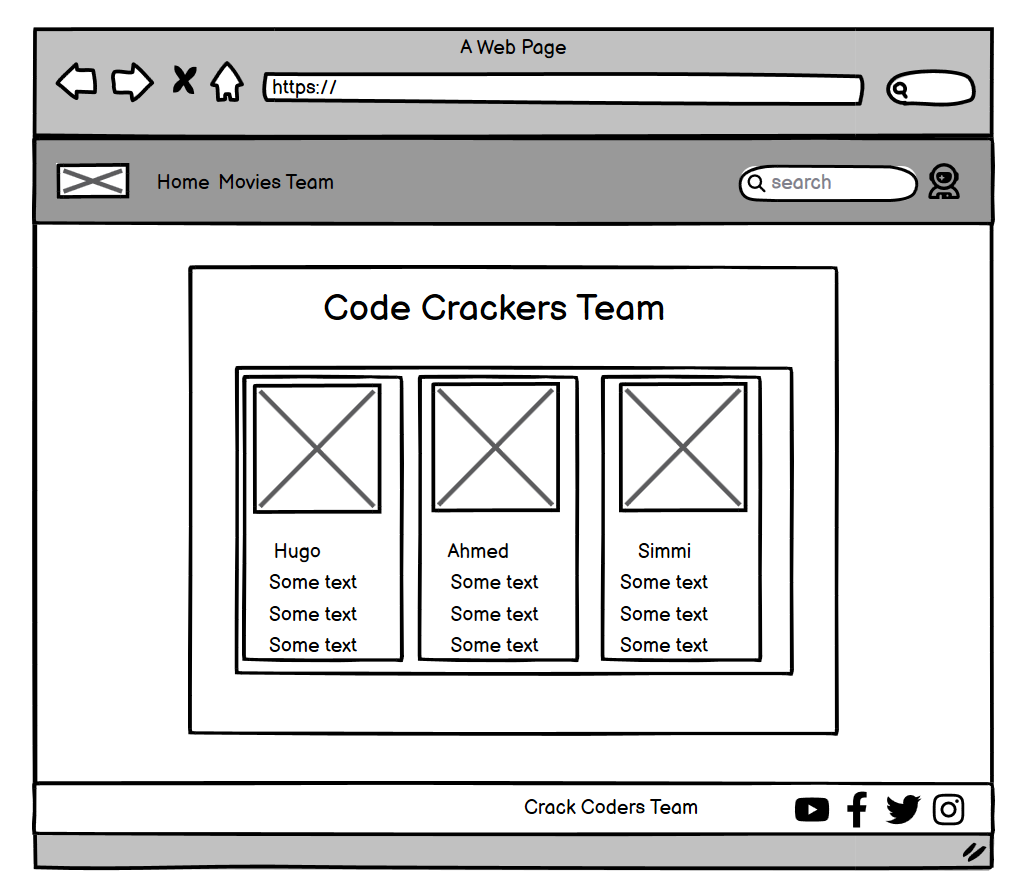 A Web Page
https://
Home Movies Team
search
Code Crackers Team
Hugo
Some text
Some text
Some text
Ahmed
Some text
Some text
Some text
Simmi
Some text
Some text
Some text
Crack Coders Team